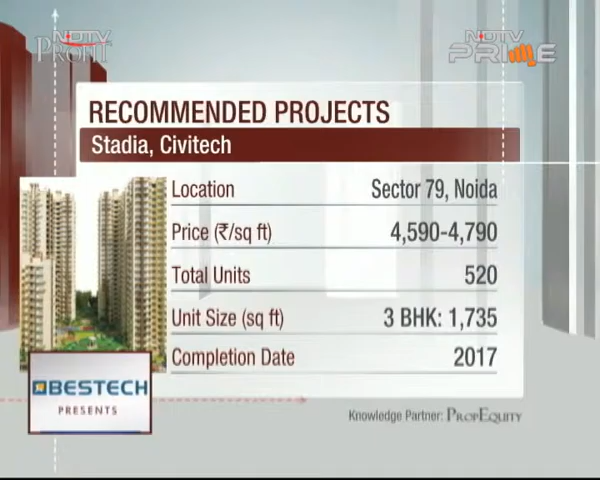 NDTV
PROFIT
NDTV
PRIME
RECOMMENDED PROJECTS
Stadia, Civitech
Location Sector 79, Noida
Price (₹/sq ft) 4,590-4,790
Total Units 520
Unit Size (sq ft) 3 BHK: 1,735
Completion Date 2017
BESTECH
PRESENTS
Knowledge Partner: PROPEQUITY